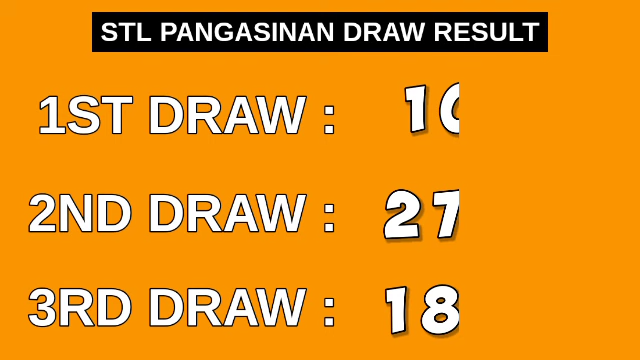 STL PANGASINAN DRAW RESULT
1ST DRAW : 1
2ND DRAW : 27
3RD DRAW : 18